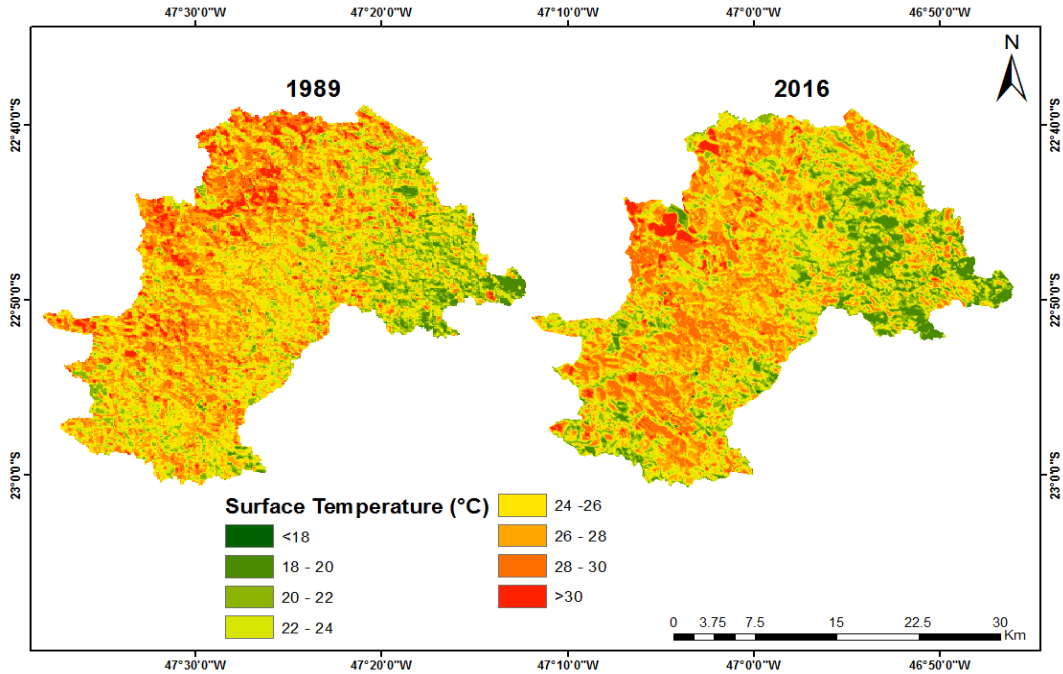 47°30'0"W 47°20'0"W 47°10'0"W 47°0'0"W 46°50'0"W
N
1989 2016
22°40'0"S 22°40'0"S
22°50'0"S 22°50'0"S
23°0'0"S 23°0'0"S
Surface Temperature (°C)
<18
18 - 20
20 - 22
22 - 24
24 -26
26 - 28
28 - 30
>30
0 3.75 7.5 15 22.5 30
Km
47°30'0"W 47°20'0"W 47°10'0"W 47°0'0"W 46°50'0"W